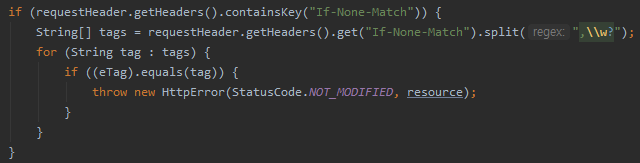 if (requestHeader.getHeaders().containsKey("If-None-Match")) {
String[] tags = requestHeader.getHeaders().get("If-None-Match").split( regex: ",\\w?");
for (String tag : tags) {
if ((eTag).equals(tag)) {
throw new HttpError(StatusCode.NOT_MODIFIED, resource);
}
}
}